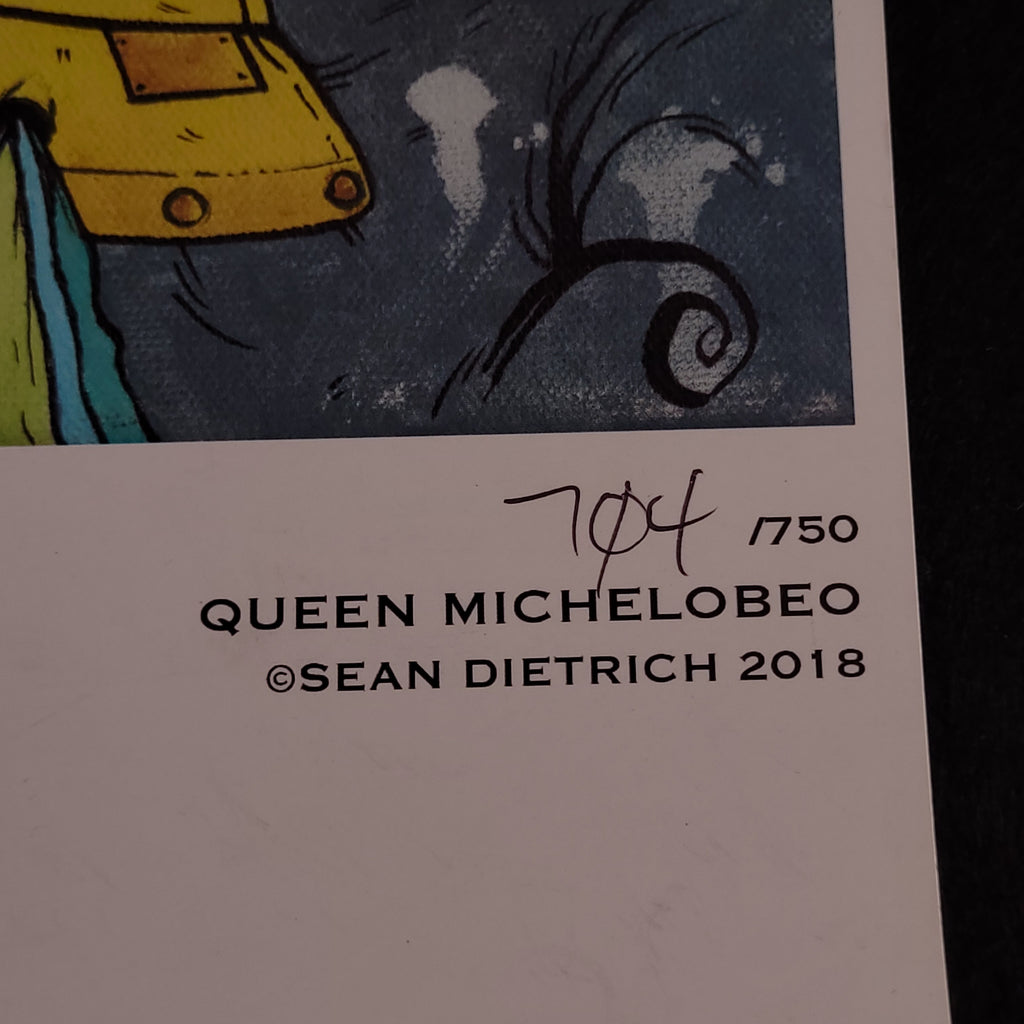 704 /750
QUEEN MICHELOBEO
©SEAN DIETRICH 2018